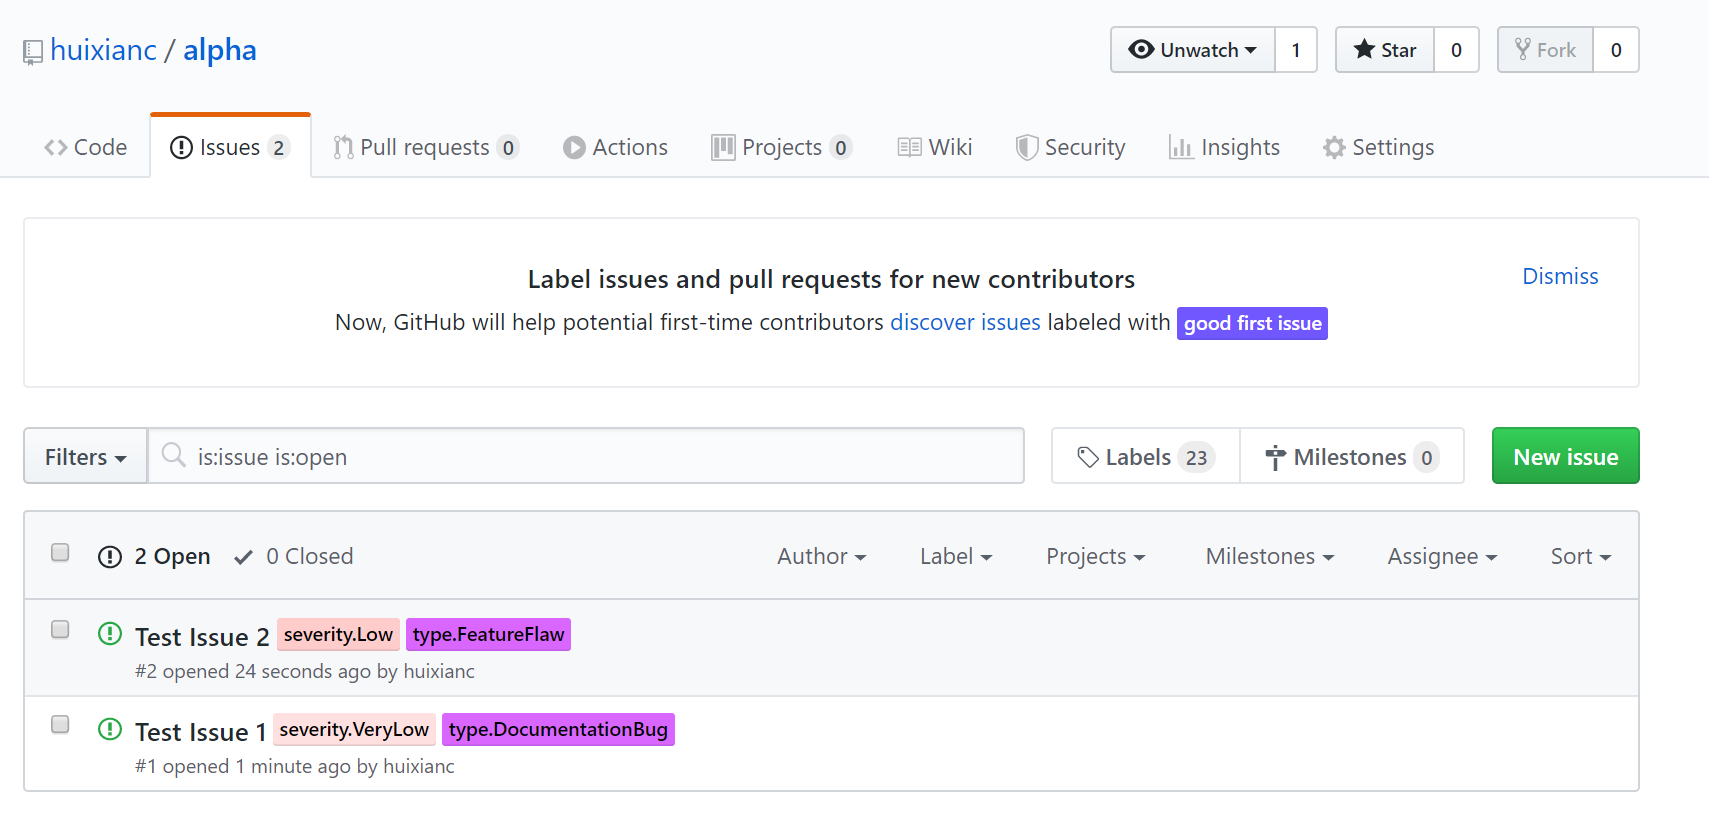 huixianc / alpha
Unwatch 1 Star 0 Fork 0
Code Issues 2 Pull requests 0 Actions Projects 0 Wiki Security Insights Settings
Label issues and pull requests for new contributors
Dismiss
Now, GitHub will help potential first-time contributors discover issues labeled with good first issue
Filters is:issue is:open Labels 23 Milestones 0 New issue
2 Open 0 Closed Author Label Projects Milestones Assignee Sort
Test Issue 2 severity.Low type.FeatureFlaw
#2 opened 24 seconds ago by huixianc
Test Issue 1 severity.VeryLow type.DocumentationBug
#1 opened 1 minute ago by huixianc